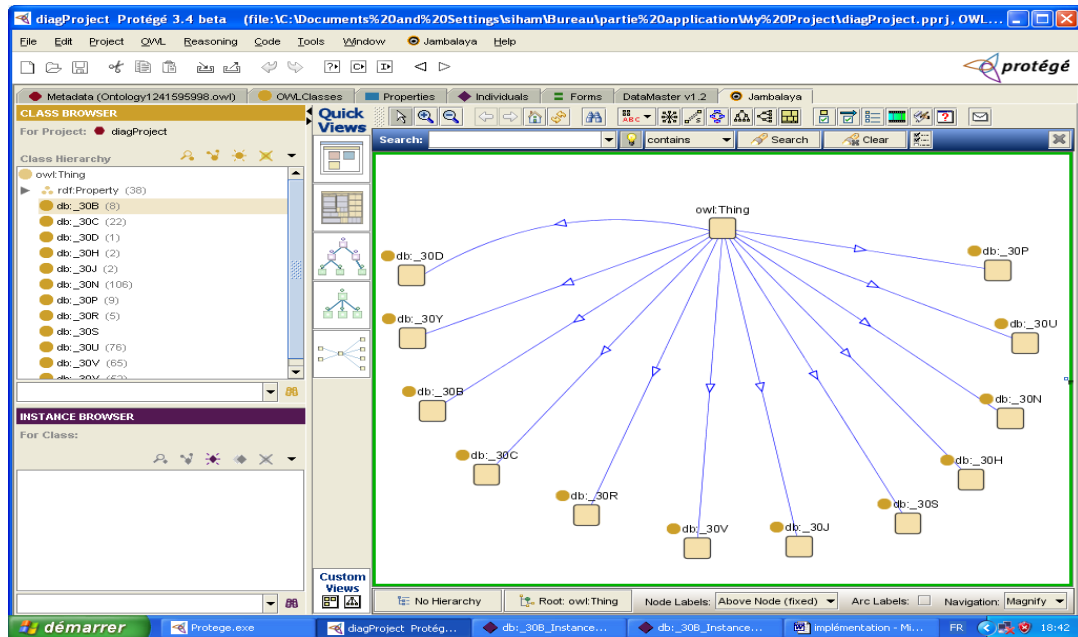 diagProject Protégé 3.4 beta (file:\C:\Documents%20and%20Settings\siham\Bureau\partie%20application\My%20Project\diagProject.pprj, OWL...
File Edit Project OWL Reasoning Code Tools Window Jambalaya Help
protégé
Metadata (Ontology1241595998.owl) OWLClasses Properties Individuals Forms DataMaster v1.2 Jambalaya
CLASS BROWSER
For Project: diagProject
Class Hierarchy
owl:Thing
rdf:Property (38)
db:_30B (8)
db:_30C (22)
db:_30D (1)
db:_30H (2)
db:_30J (2)
db:_30N (106)
db:_30P (9)
db:_30R (5)
db:_30S
db:_30U (76)
db:_30V (65)
INSTANCE BROWSER
For Class:
Quick Views
ABC
Search: contains Search Clear
owl:Thing
db:_30D
db:_30P
db:_30Y
db:_30U
db:_30B
db:_30N
db:_30C
db:_30H
db:_30R
db:_30S
db:_30V
db:_30J
Custom Views
No Hierarchy Root: owl:Thing Node Labels: Above Node (fixed) Arc Labels: Navigation: Magnify
démarrer Protege.exe diagProject Protég... db:_30B_Instance... db:_30B_Instance... implémentation - Mi... FR 18:42